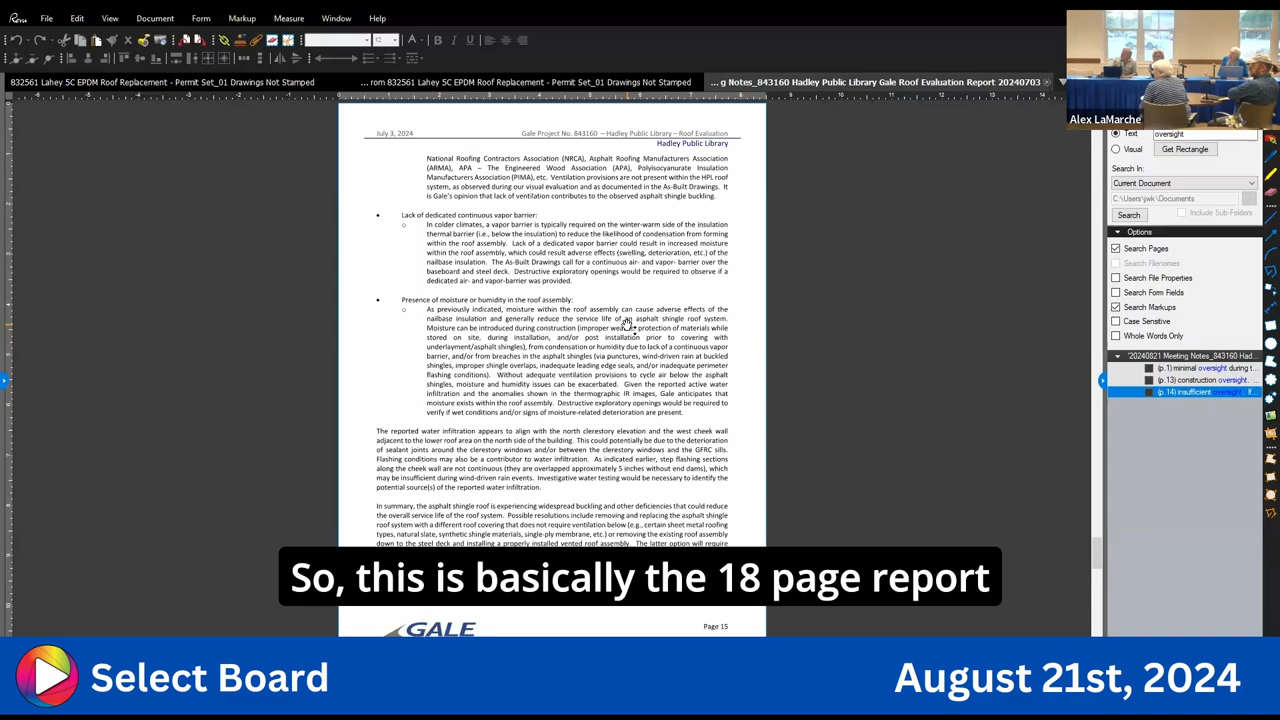 Rom File Edit View Document Form Markup Measure Window Help
12
832561 Lahey 5C EPDM Roof Replacement - Permit Set_01 Drawings Not Stamped
... rom 832561 Lahey 5C EPDM Roof Replacement - Permit Set_01 Drawings Not Stamped
... g Notes_843160 Hadley Public Library Gale Roof Evaluation Report 20240703
Alex LaMarche
July 3, 2024 Gale Project No. 843160 – Hadley Public Library – Roof Evaluation
Hadley Public Library
National Roofing Contractors Association (NRCA), Asphalt Roofing Manufacturers Association
(ARMA), APA – The Engineered Wood Association (APA), Polyisocyanurate Insulation
Manufacturers Association (PIMA), etc. Ventilation provisions are not present within the HPL roof
system, as observed during our visual evaluation and as documented in the As-Built Drawings. It
is Gale's opinion that lack of ventilation contributes to the observed asphalt shingle buckling.
• Lack of dedicated continuous vapor barrier:
o In colder climates, a vapor barrier is typically required on the winter-warm side of the insulation
thermal barrier (i.e., below the insulation) to reduce the likelihood of condensation from forming
within the roof assembly. Lack of a dedicated vapor barrier could result in increased moisture
within the roof assembly, which could result adverse effects (swelling, deterioration, etc.) of the
nailbase insulation. The As-Built Drawings call for a continuous air- and vapor- barrier over the
baseboard and steel deck. Destructive exploratory openings would be required to observe if a
dedicated air- and vapor-barrier was provided.
• Presence of moisture or humidity in the roof assembly:
o As previously indicated, moisture within the roof assembly can cause adverse effects of the
nailbase insulation and generally reduce the service life of an asphalt shingle roof system.
Moisture can be introduced during construction (improper protection of materials while
stored on site, during installation, and/or post installation prior to covering with
underlayment/asphalt shingles), from condensation or humidity due to lack of a continuous vapor
barrier, and/or from breaches in the asphalt shingles (via punctures, wind-driven rain at buckled
shingles, improper shingle overlaps, inadequate leading edge seals, and/or inadequate perimeter
flashing conditions). Without adequate ventilation provisions to cycle air below the asphalt
shingles, moisture and humidity issues can be exacerbated. Given the reported active water
infiltration and the anomalies shown in the thermographic IR images, Gale anticipates that
moisture exists within the roof assembly. Destructive exploratory openings would be required to
verify if wet conditions and/or signs of moisture-related deterioration are present.
The reported water infiltration appears to align with the north clerestory elevation and the west cheek wall
adjacent to the lower roof area on the north side of the building. This could potentially be due to the deterioration
of sealant joints around the clerestory windows and/or between the clerestory windows and the GFRC sills.
Flashing conditions may also be a contributor to water infiltration. As indicated earlier, step flashing sections
along the cheek wall are not continuous (they are overlapped approximately 5 inches without end dams), which
may be insufficient during wind-driven rain events. Investigative water testing would be necessary to identify the
potential source(s) of the reported water infiltration.
In summary, the asphalt shingle roof is experiencing widespread buckling and other deficiencies that could reduce
the overall service life of the roof system. Possible resolutions include removing and replacing the asphalt shingle
roof system with a different roof covering that does not require ventilation below (e.g., certain sheet metal roofing
types, natural slate, synthetic shingle materials, single-ply membrane, etc.) or removing the existing roof assembly
down to the steel deck and installing a properly installed vented roof assembly. The latter option will require
GALE Page 15
Text oversight
Visual Get Rectangle
Search In:
Current Document
C:\Users\jwk\Documents
Search Include Sub-Folders
Options
Search Pages
Search Filenames
Search File Properties
Search Form Fields
Search Markups
Case Sensitive
Whole Words Only
'20240821 Meeting Notes_843160 Had...
(p.1) minimal oversight during t...
(p.13) construction oversight. ...
(p.14) insufficient oversight. If...
So, this is basically the 18 page report
Select Board August 21st, 2024